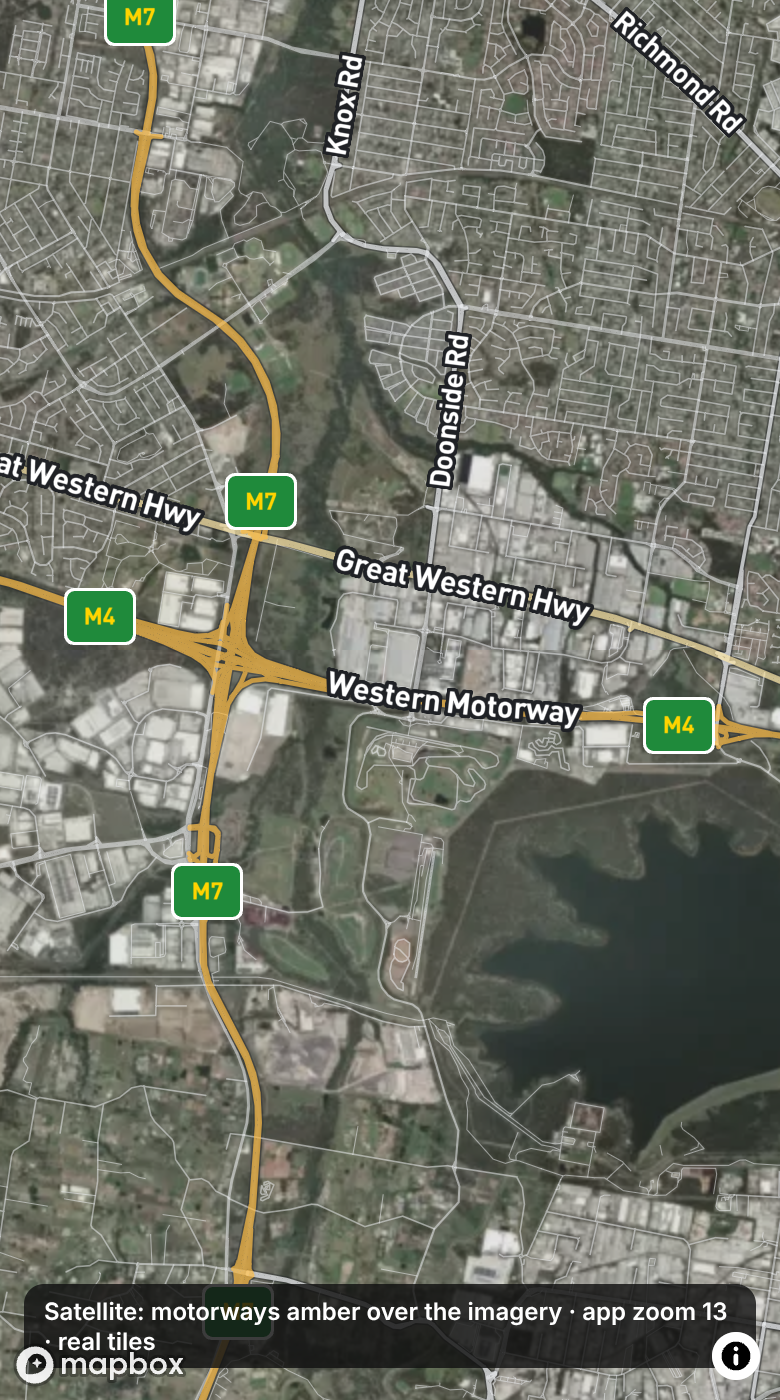 M7
Richmond Rd
Knox Rd
Doonside Rd
at Western Hwy
M7
Great Western Hwy
M4
Western Motorway
M4
M7
Satellite: motorways amber over the imagery · app zoom 13
· real tiles
mapbox